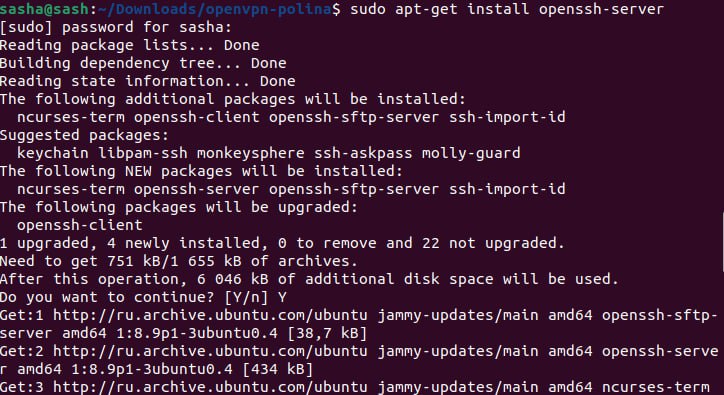 sasha@sash:~/Downloads/openvpn-polina$ sudo apt-get install openssh-server
[sudo] password for sasha:
Reading package lists... Done
Building dependency tree... Done
Reading state information... Done
The following additional packages will be installed:
  ncurses-term openssh-client openssh-sftp-server ssh-import-id
Suggested packages:
  keychain libpam-ssh monkeysphere ssh-askpass molly-guard
The following NEW packages will be installed:
  ncurses-term openssh-server openssh-sftp-server ssh-import-id
The following packages will be upgraded:
  openssh-client
1 upgraded, 4 newly installed, 0 to remove and 22 not upgraded.
Need to get 751 kB/1 655 kB of archives.
After this operation, 6 046 kB of additional disk space will be used.
Do you want to continue? [Y/n] Y
Get:1 http://ru.archive.ubuntu.com/ubuntu jammy-updates/main amd64 openssh-sftp-
server amd64 1:8.9p1-3ubuntu0.4 [38,7 kB]
Get:2 http://ru.archive.ubuntu.com/ubuntu jammy-updates/main amd64 openssh-serve
r amd64 1:8.9p1-3ubuntu0.4 [434 kB]
Get:3 http://ru.archive.ubuntu.com/ubuntu jammy-updates/main amd64 ncurses-term